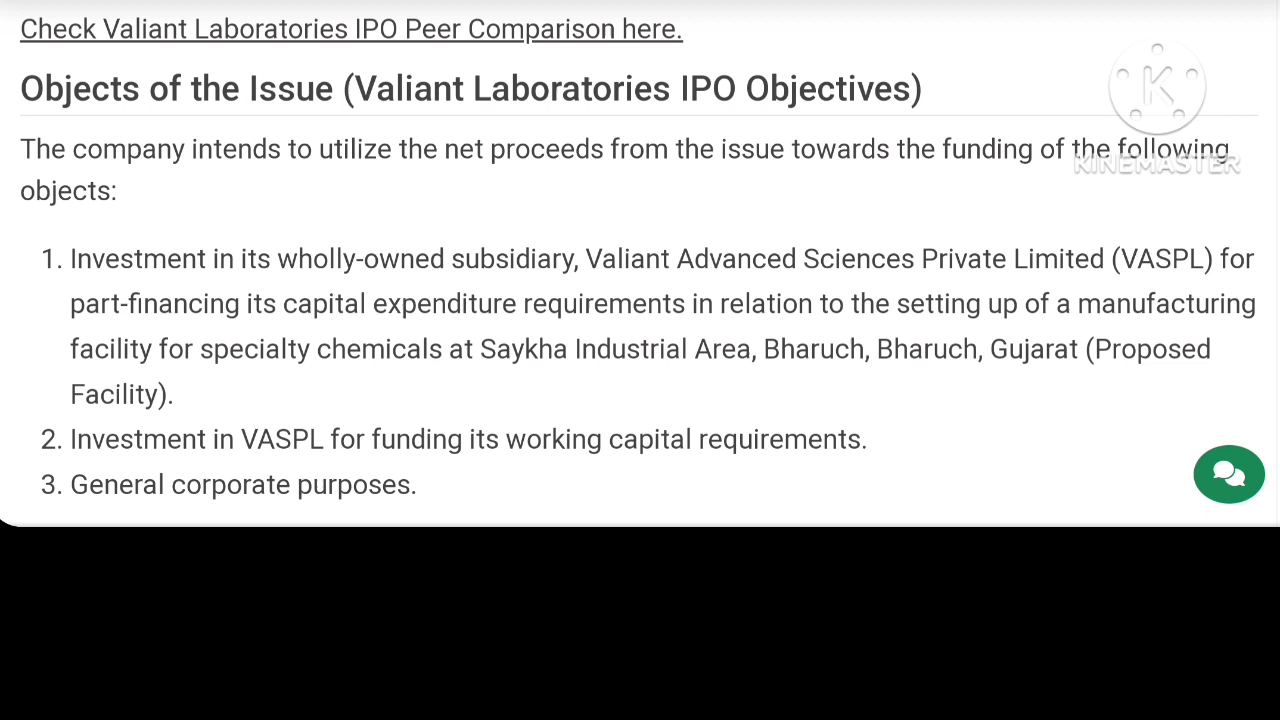 Check Valiant Laboratories IPO Peer Comparison here.
Objects of the Issue (Valiant Laboratories IPO Objectives)
K
The company intends to utilize the net proceeds from the issue towards the funding of the following
KINEMASTER
objects:
1. Investment in its wholly-owned subsidiary, Valiant Advanced Sciences Private Limited (VASPL) for
part-financing its capital expenditure requirements in relation to the setting up of a manufacturing
facility for specialty chemicals at Saykha Industrial Area, Bharuch, Bharuch, Gujarat (Proposed
Facility).
2. Investment in VASPL for funding its working capital requirements.
3. General corporate purposes.